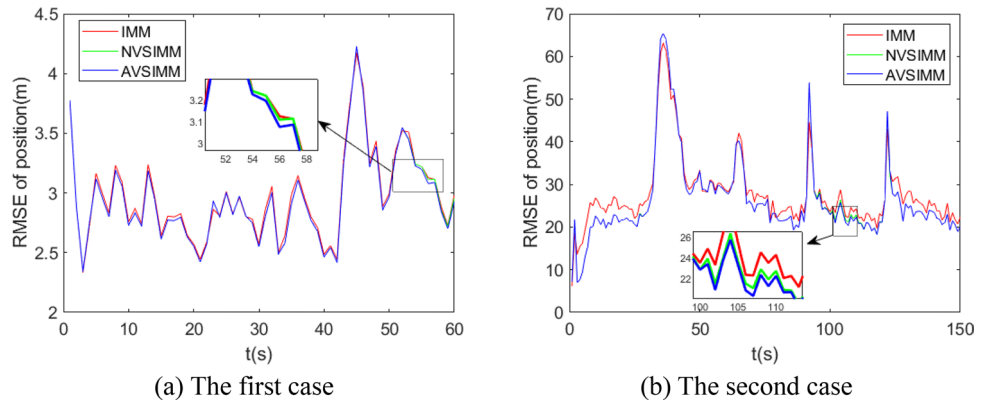 4.5
4
3.5
3
2.5
2
RMSE of position(m)
IMM
NVSIMM
AVSIMM
3.2
3.1
3
52 54 56 58
0 10 20 30 40 50 60
t(s)
(a) The first case
70
60
50
40
30
20
10
0
RMSE of position(m)
IMM
NVSIMM
AVSIMM
26
24
22
100 105 110
0 50 100 150
t(s)
(b) The second case